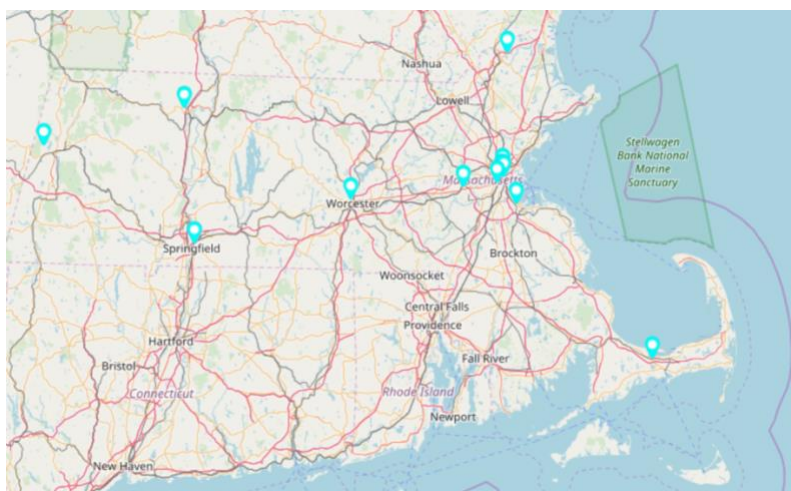 Nashua
Lowell
Stellwagen
Bank National
Marine
Sanctuary
Massachusetts
Worcester
Springfield
Brockton
Woonsocket
Central Falls
Providence
Hartford
Fall River
Bristol
Connecticut
Rhode Island
Newport
New Haven